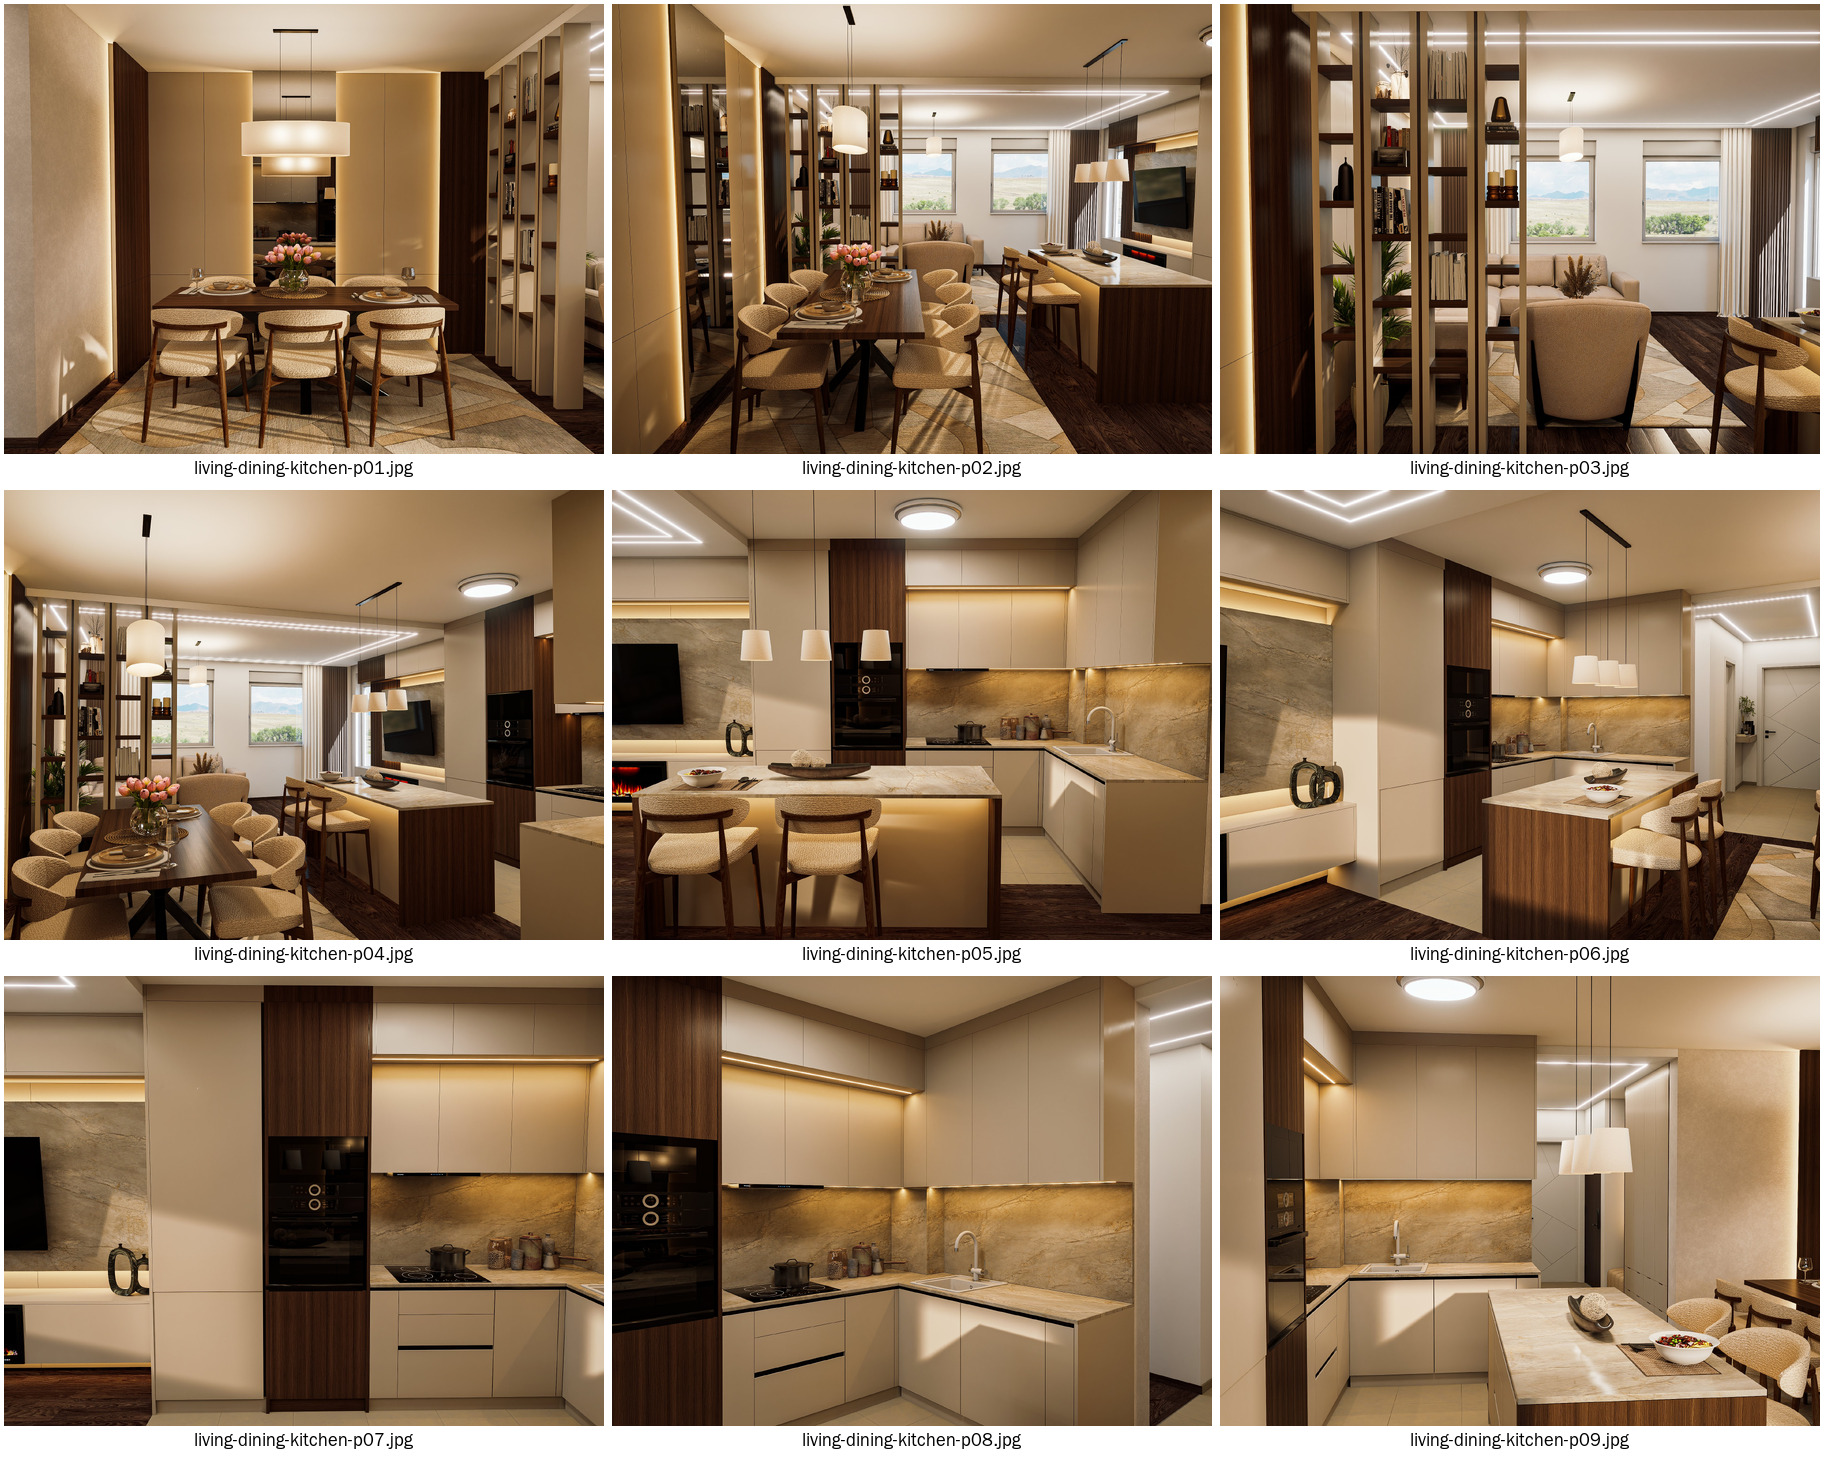 living-dining-kitchen-p01.jpg
living-dining-kitchen-p02.jpg
living-dining-kitchen-p03.jpg
living-dining-kitchen-p04.jpg
living-dining-kitchen-p05.jpg
living-dining-kitchen-p06.jpg
living-dining-kitchen-p07.jpg
living-dining-kitchen-p08.jpg
living-dining-kitchen-p09.jpg